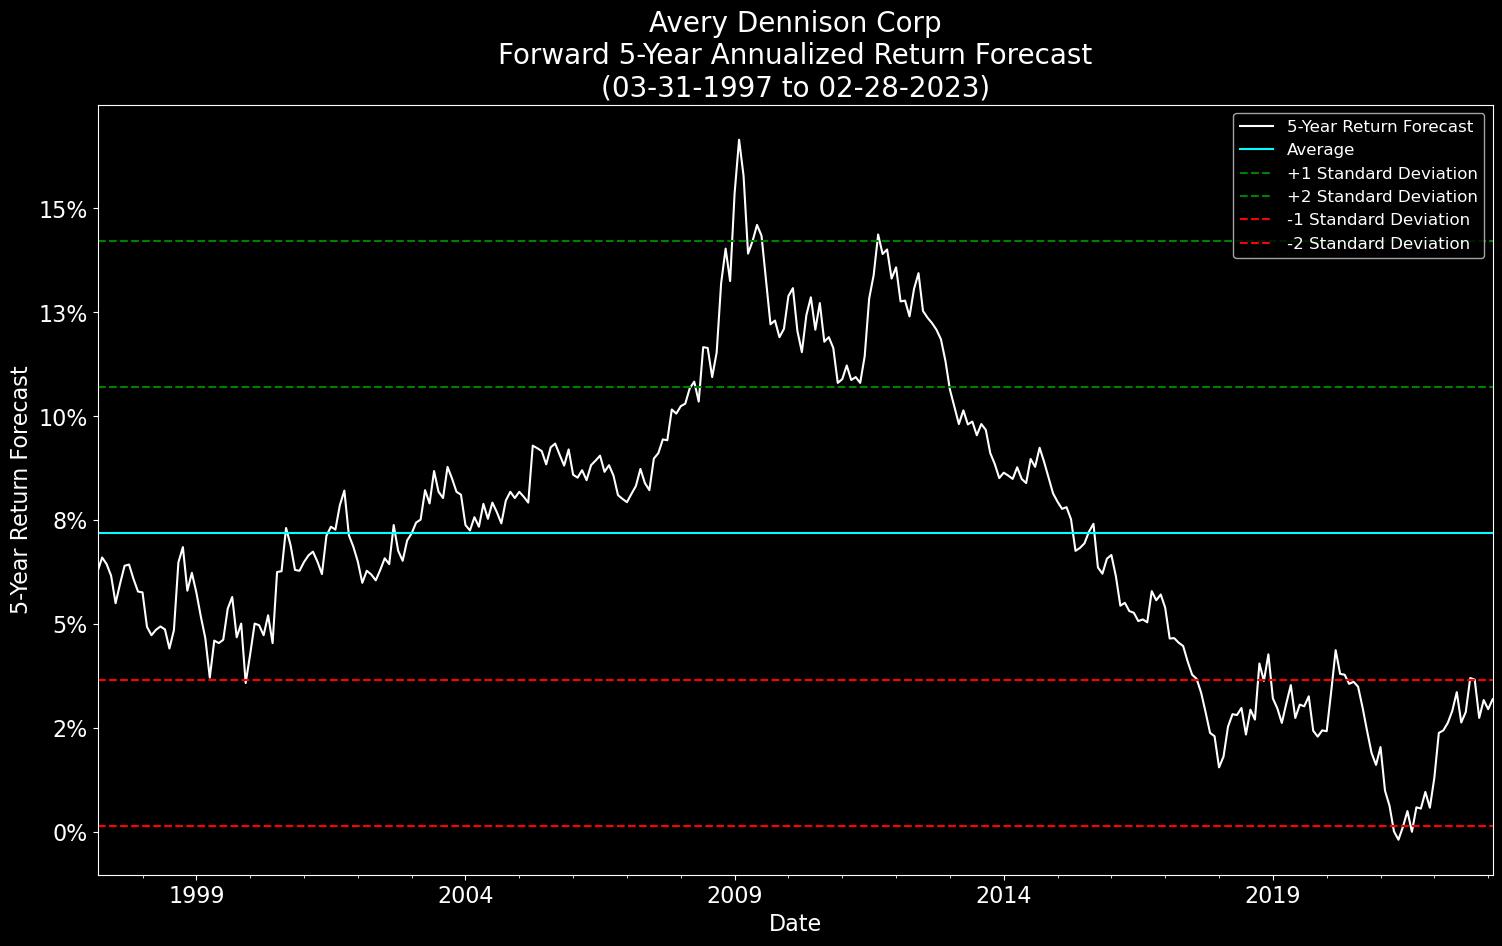 Avery Dennison Corp
Forward 5-Year Annualized Return Forecast
(03-31-1997 to 02-28-2023)
5-Year Return Forecast
Average
+1 Standard Deviation
+2 Standard Deviation
-1 Standard Deviation
-2 Standard Deviation
15%
13%
10%
8%
5%
2%
0%
5-Year Return Forecast
1999
2004
2009
2014
2019
Date